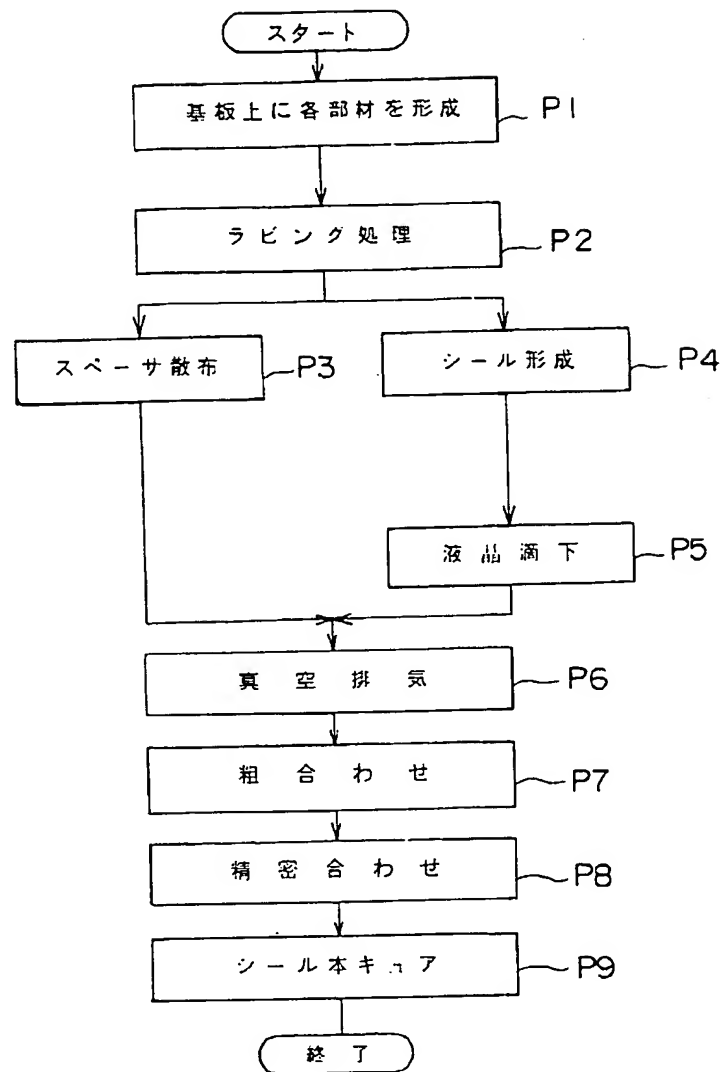 スタート
基板上に各部材を形成 P1
ラビング処理 P2
スペーサ散布 P3
シール形成 P4
液晶滴下 P5
真空排気 P6
粗合わせ P7
精密合わせ P8
シール本キュア P9
終了